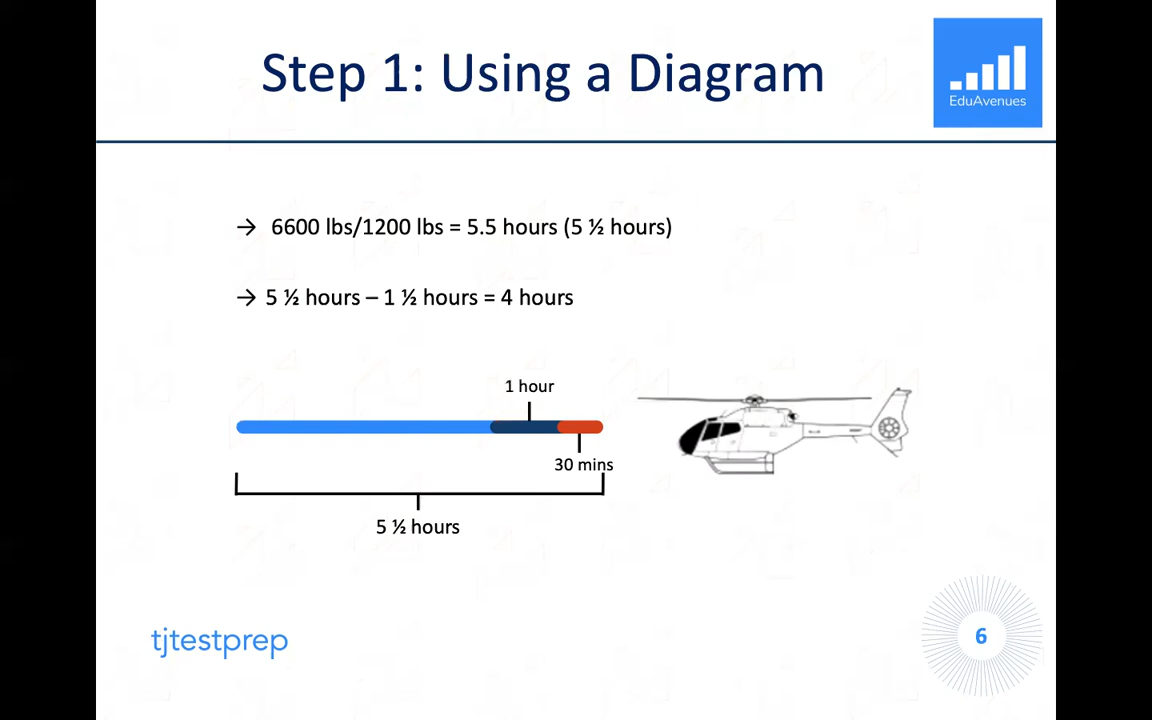 Step 1: Using a Diagram
EduAvenues
→ 6600 lbs/1200 lbs = 5.5 hours (5 ½ hours)
→ 5 ½ hours – 1 ½ hours = 4 hours
1 hour
30 mins
5 ½ hours
tjtestprep
6